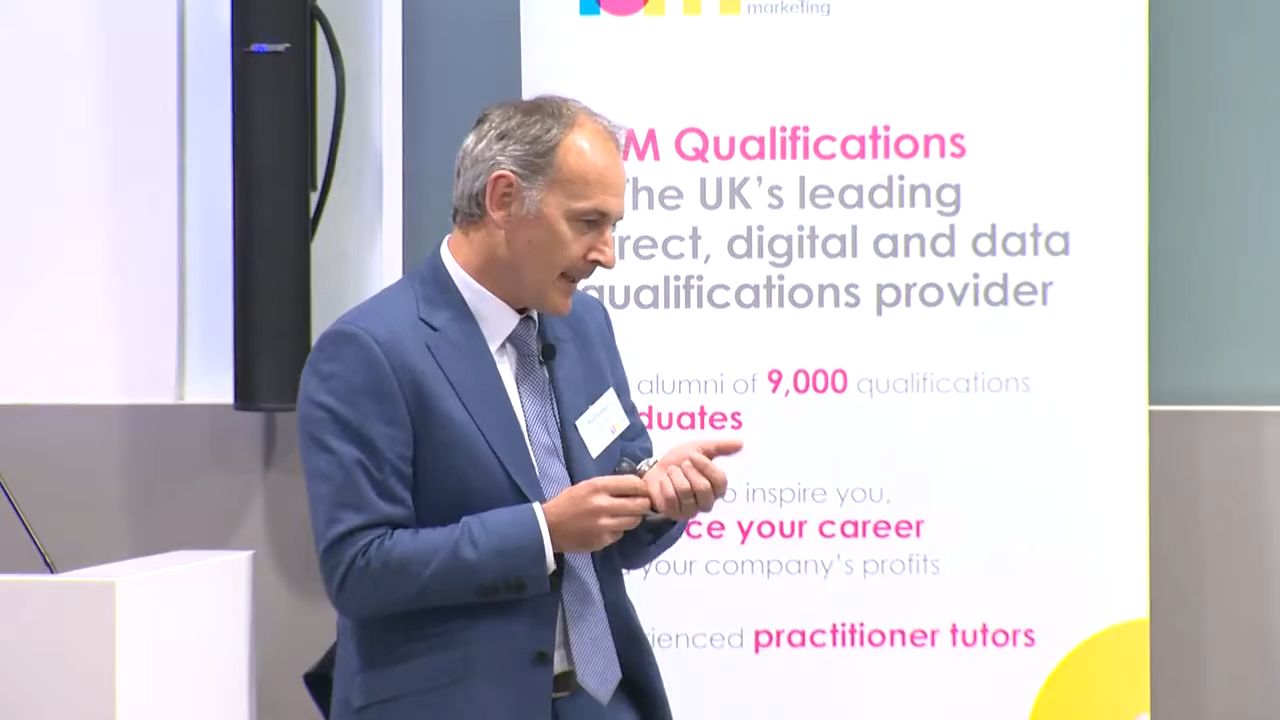 marketing
M Qualifications
he UK's leading
rect, digital and data
qualifications provider
alumni of 9,000 qualifications
duates
o inspire you,
ce your career
your company's profits
rienced practitioner tutors